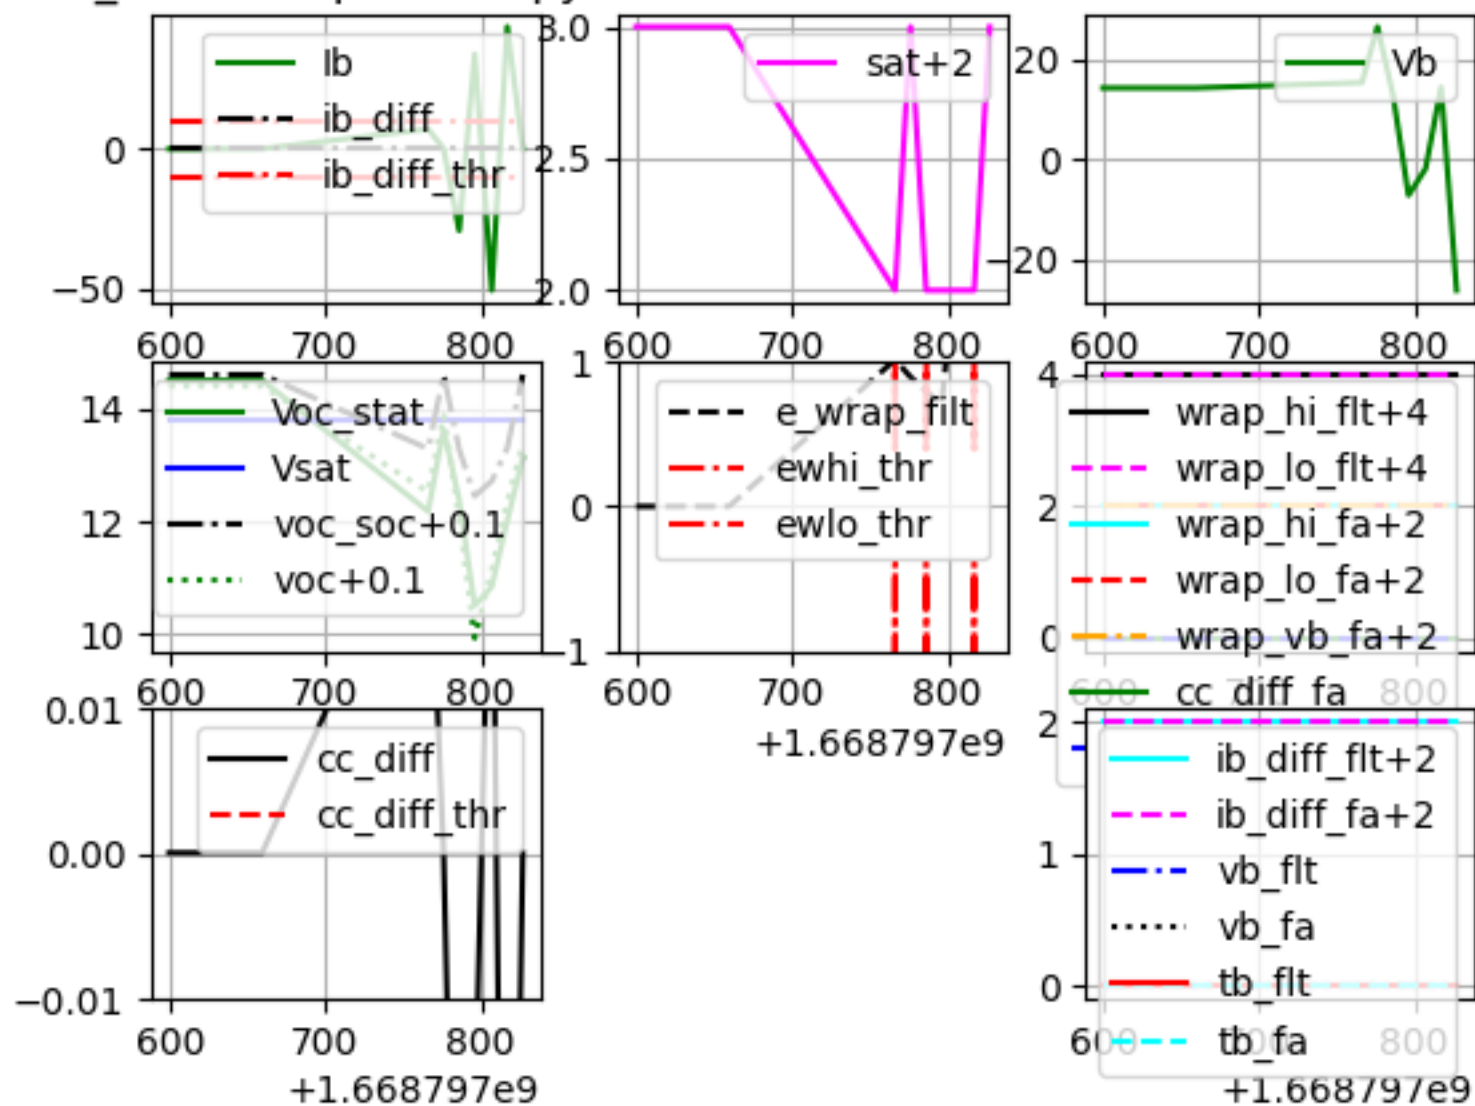 Ib
ib_diff
ib_diff_thr
0
−50
600 700 800
sat+2
3.0
2.5
2.0
600 700 800
Vb
20
0
−20
600 700 800
Voc_stat
Vsat
voc_soc+0.1
voc+0.1
14
12
10
600 700 800
e_wrap_filt
ewhi_thr
ewlo_thr
1
0
−1
600 700 800
+1.668797e9
wrap_hi_flt+4
wrap_lo_flt+4
wrap_hi_fa+2
wrap_lo_fa+2
wrap_vb_fa+2
cc_diff_fa
4
2
0
600 800
cc_diff
cc_diff_thr
0.01
0.00
−0.01
600 700 800
+1.668797e9
ib_diff_flt+2
ib_diff_fa+2
vb_flt
vb_fa
tb_flt
tb_fa
2
1
0
600 700 800
+1.668797e9